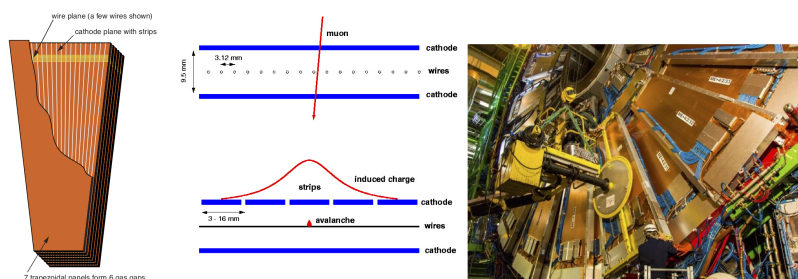 wire plane (a few wires shown)
cathode plane with strips
7 trapezoidal panels form 6 gas gaps
muon
cathode
3.12 mm
wires
9.5 mm
cathode
induced charge
strips
cathode
3 - 16 mm
avalanche
wires
cathode